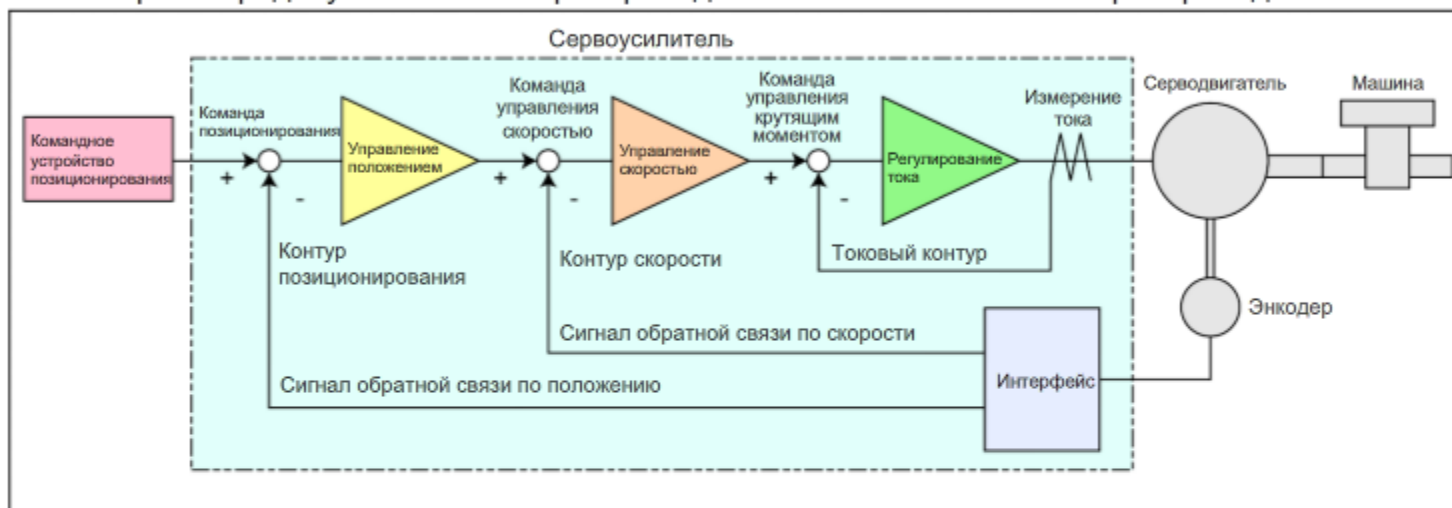 Сервоусилитель
Командное
устройство
позиционирования
Команда
позиционирования
+
-
Управление
положением
Команда
управления
скоростью
+
-
Управление
скоростью
Команда
управления
крутящим
моментом
+
-
Регулирование
тока
Измерение
тока
Серводвигатель
Машина
Контур
позиционирования
Контур скорости
Токовый контур
Энкодер
Сигнал обратной связи по скорости
Сигнал обратной связи по положению
Интерфейс